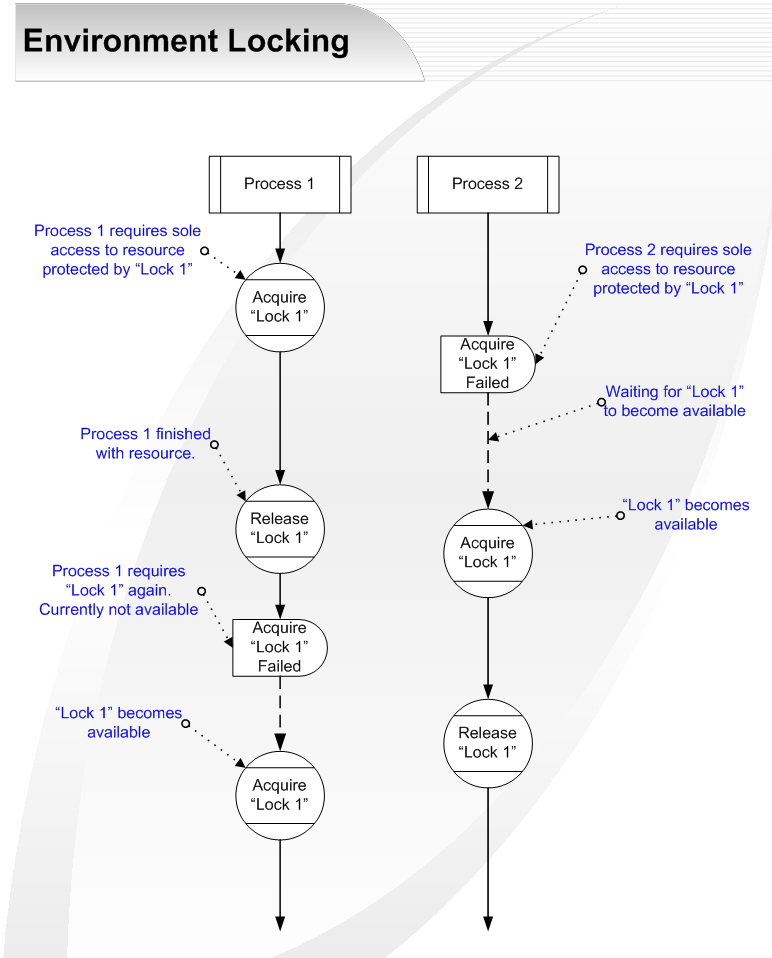 Environment Locking
Process 1
Process 2
Process 1 requires sole
access to resource
protected by “Lock 1”
Acquire
“Lock 1”
Process 2 requires sole
access to resource
protected by “Lock 1”
Acquire
“Lock 1”
Failed
Waiting for “Lock 1”
to become available
Process 1 finished
with resource.
Release
“Lock 1”
“Lock 1” becomes
available
Acquire
“Lock 1”
Process 1 requires
“Lock 1” again.
Currently not available
Acquire
“Lock 1”
Failed
“Lock 1” becomes
available
Release
“Lock 1”
Acquire
“Lock 1”